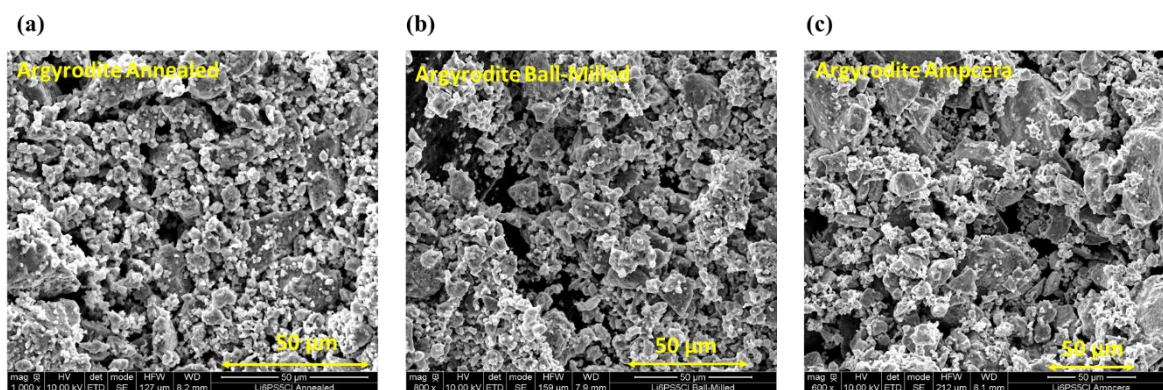 (a)
(b)
(c)
Argyrodite Annealed
Argyrodite Ball-Milled
Argyrodite Ampcera
50 µm
50 µm
50 µm
mag HV det mode HFW WD 50 µm
1 000 x 10.00 kV ETD SE 127 µm 8.2 mm Li6PS5Cl Annealed
mag HV det mode HFW WD 50 µm
800 x 10.00 kV ETD SE 159 µm 7.9 mm Li6PS5Cl Ball-Milled
mag HV det mode HFW WD 50 µm
600 x 10.00 kV ETD SE 212 µm 8.1 mm Li6PS5Cl Ampcera